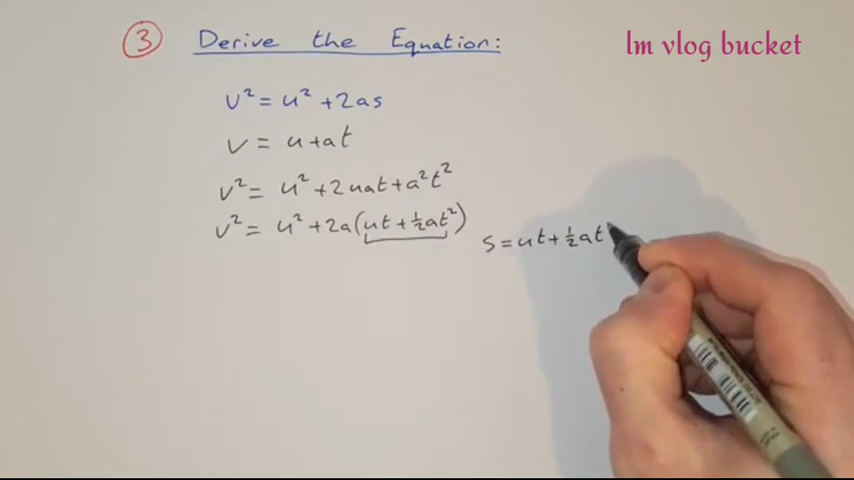 3 Derive the Equation:
lm vlog bucket
v² = u² + 2as
v = u + at
v² = u² + 2uat + a²t²
v² = u² + 2a(ut + ½at²)
s = ut + ½at